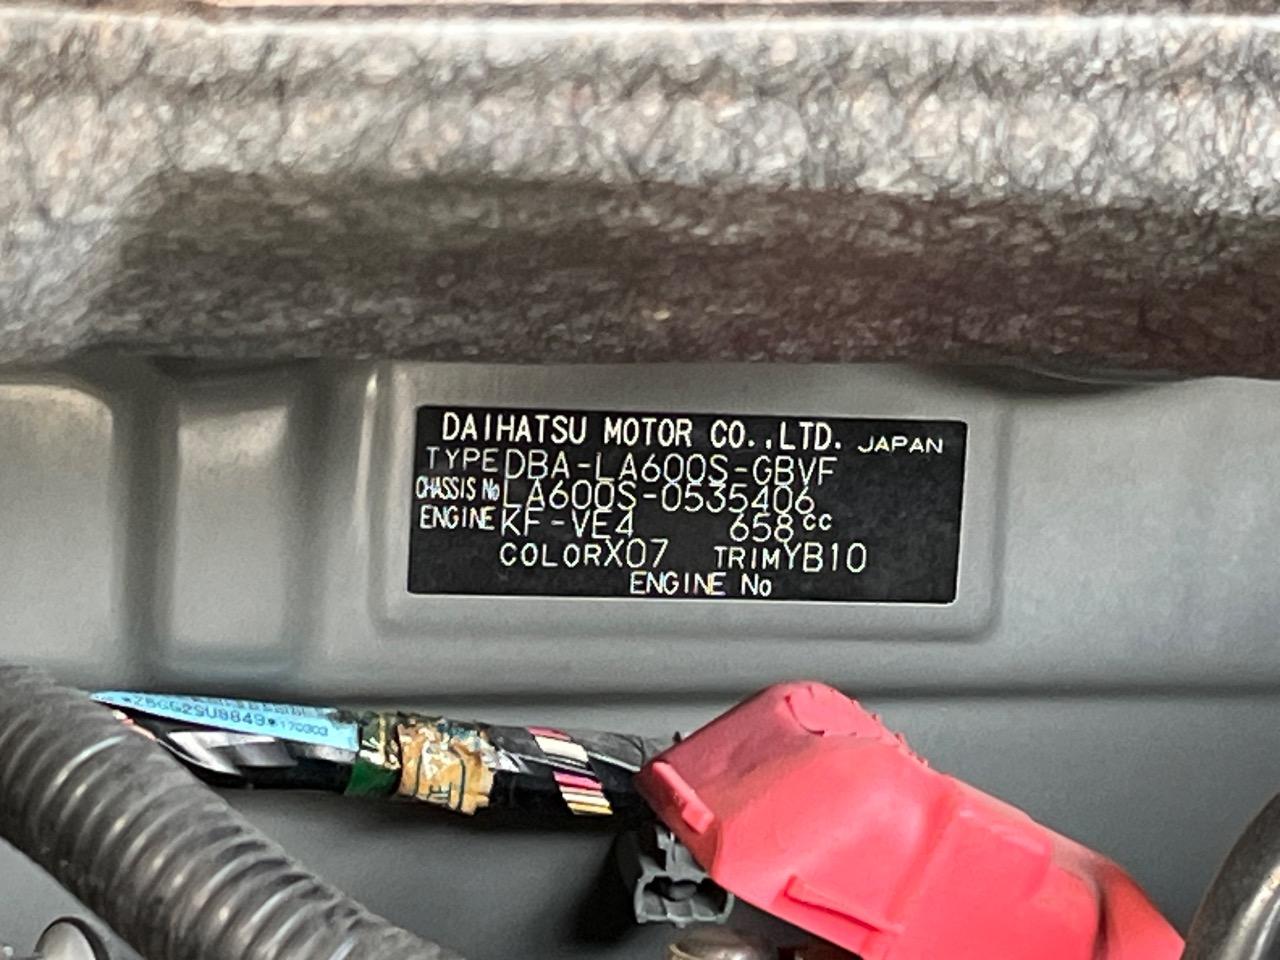 DAIHATSU MOTOR CO.,LTD. JAPAN
TYPE DBA-LA600S-GBVF
CHASSIS No LA600S-0535406
ENGINE KF-VE4 658cc
COLOR X07 TRIM YB10
ENGINE No
*170303